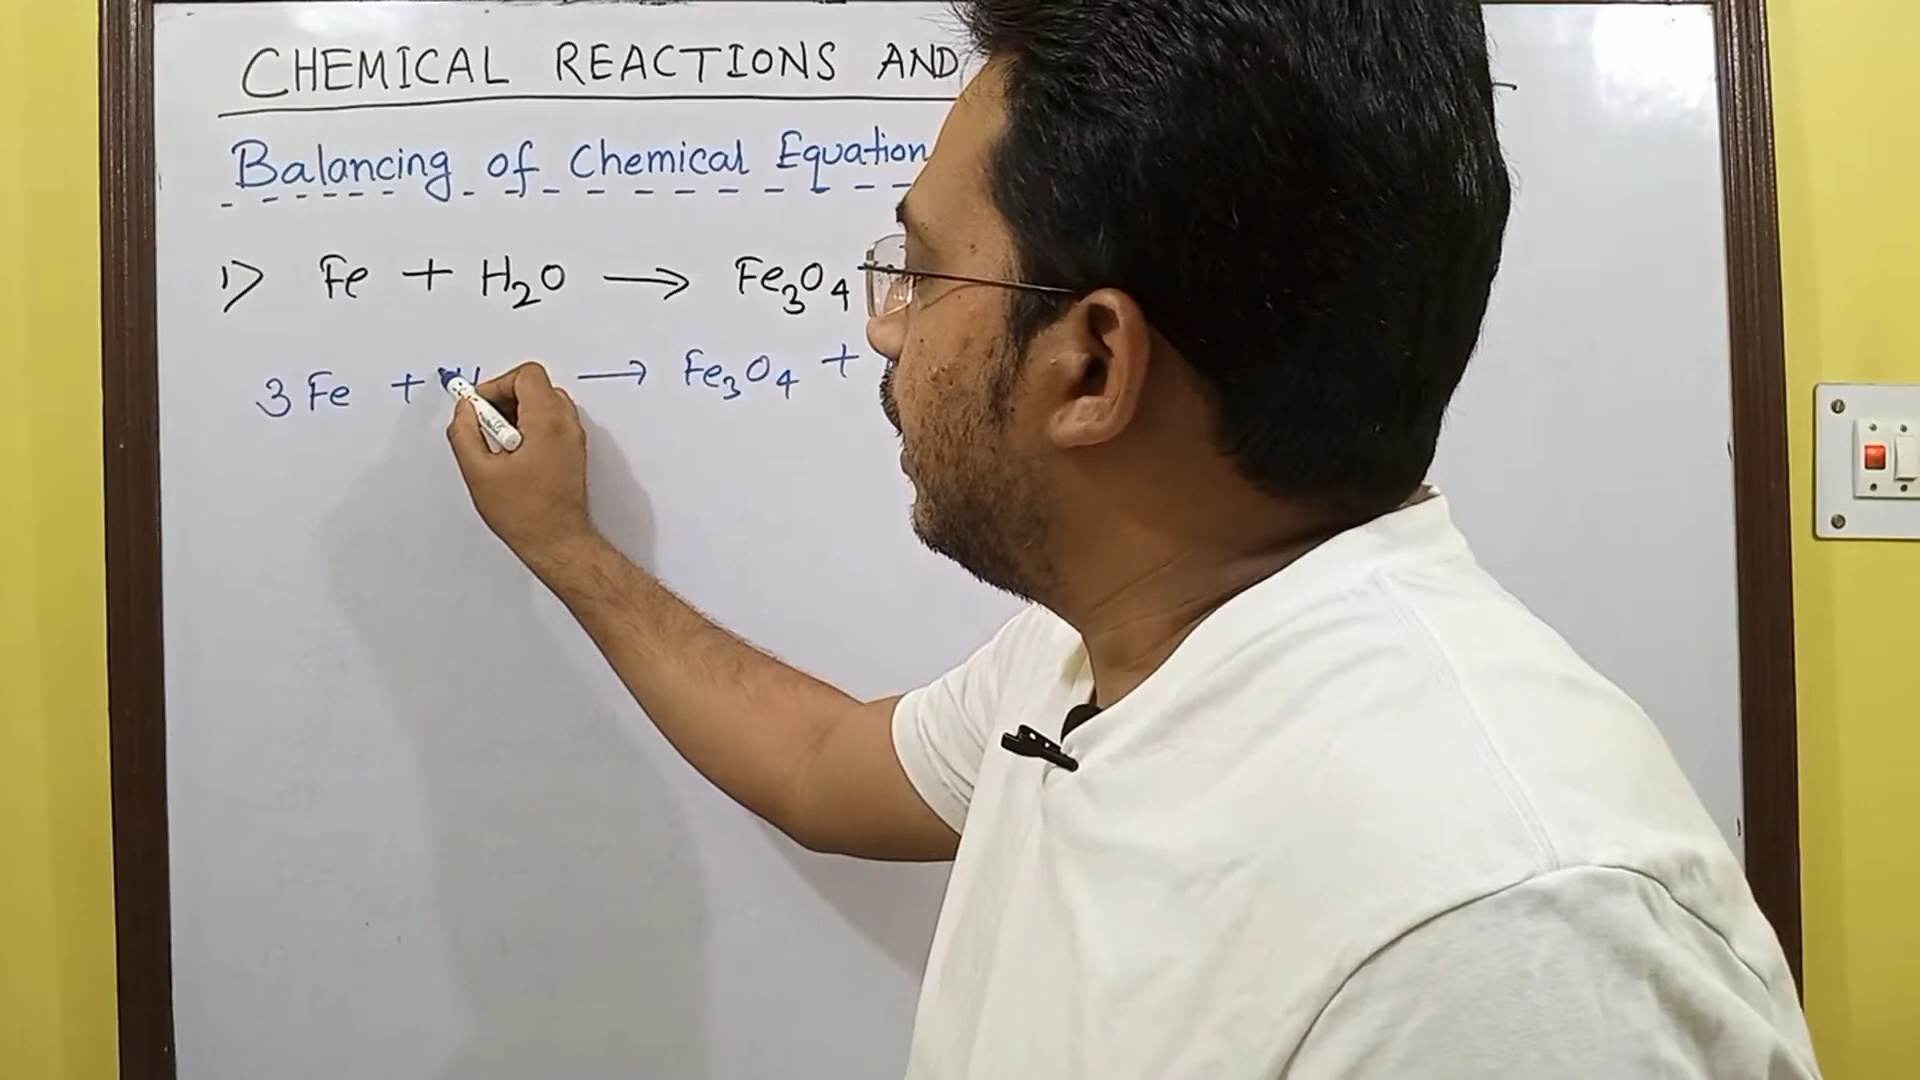 CHEMICAL REACTIONS AND
Balancing of Chemical Equation
1) Fe + H₂O → Fe₃O₄
3 Fe + → Fe₃O₄ +